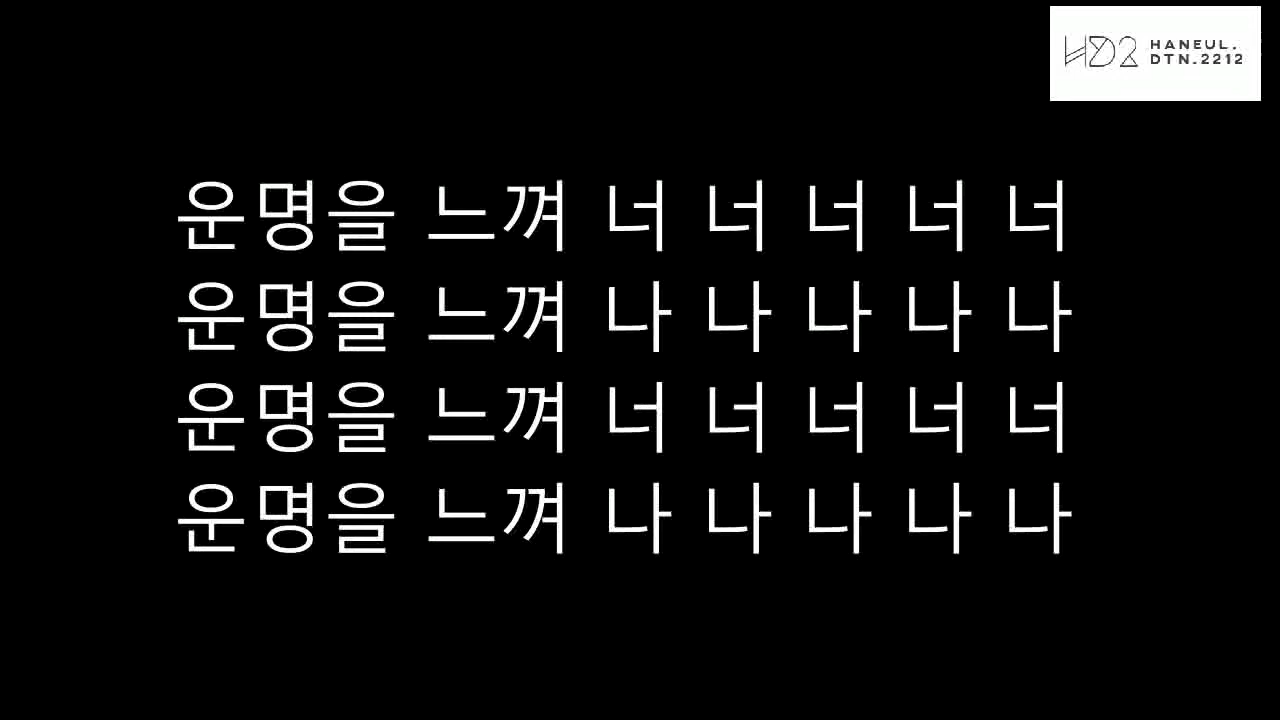 HD2 HANEUL.
DTN.2212
운명을 느껴 너 너 너 너 너
운명을 느껴 나 나 나 나 나
운명을 느껴 너 너 너 너 너
운명을 느껴 나 나 나 나 나